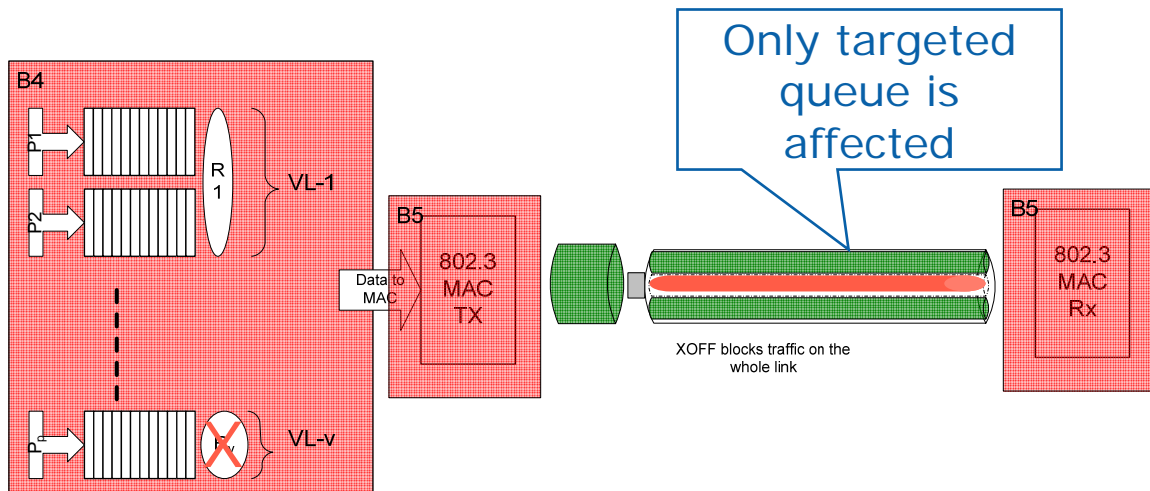 Only targeted
queue is
affected
B4
P1
R
1
VL-1
P2
B5
802.3
MAC
TX
Data to
MAC
B5
802.3
MAC
Rx
XOFF blocks traffic on the
whole link
Pn
VL-v